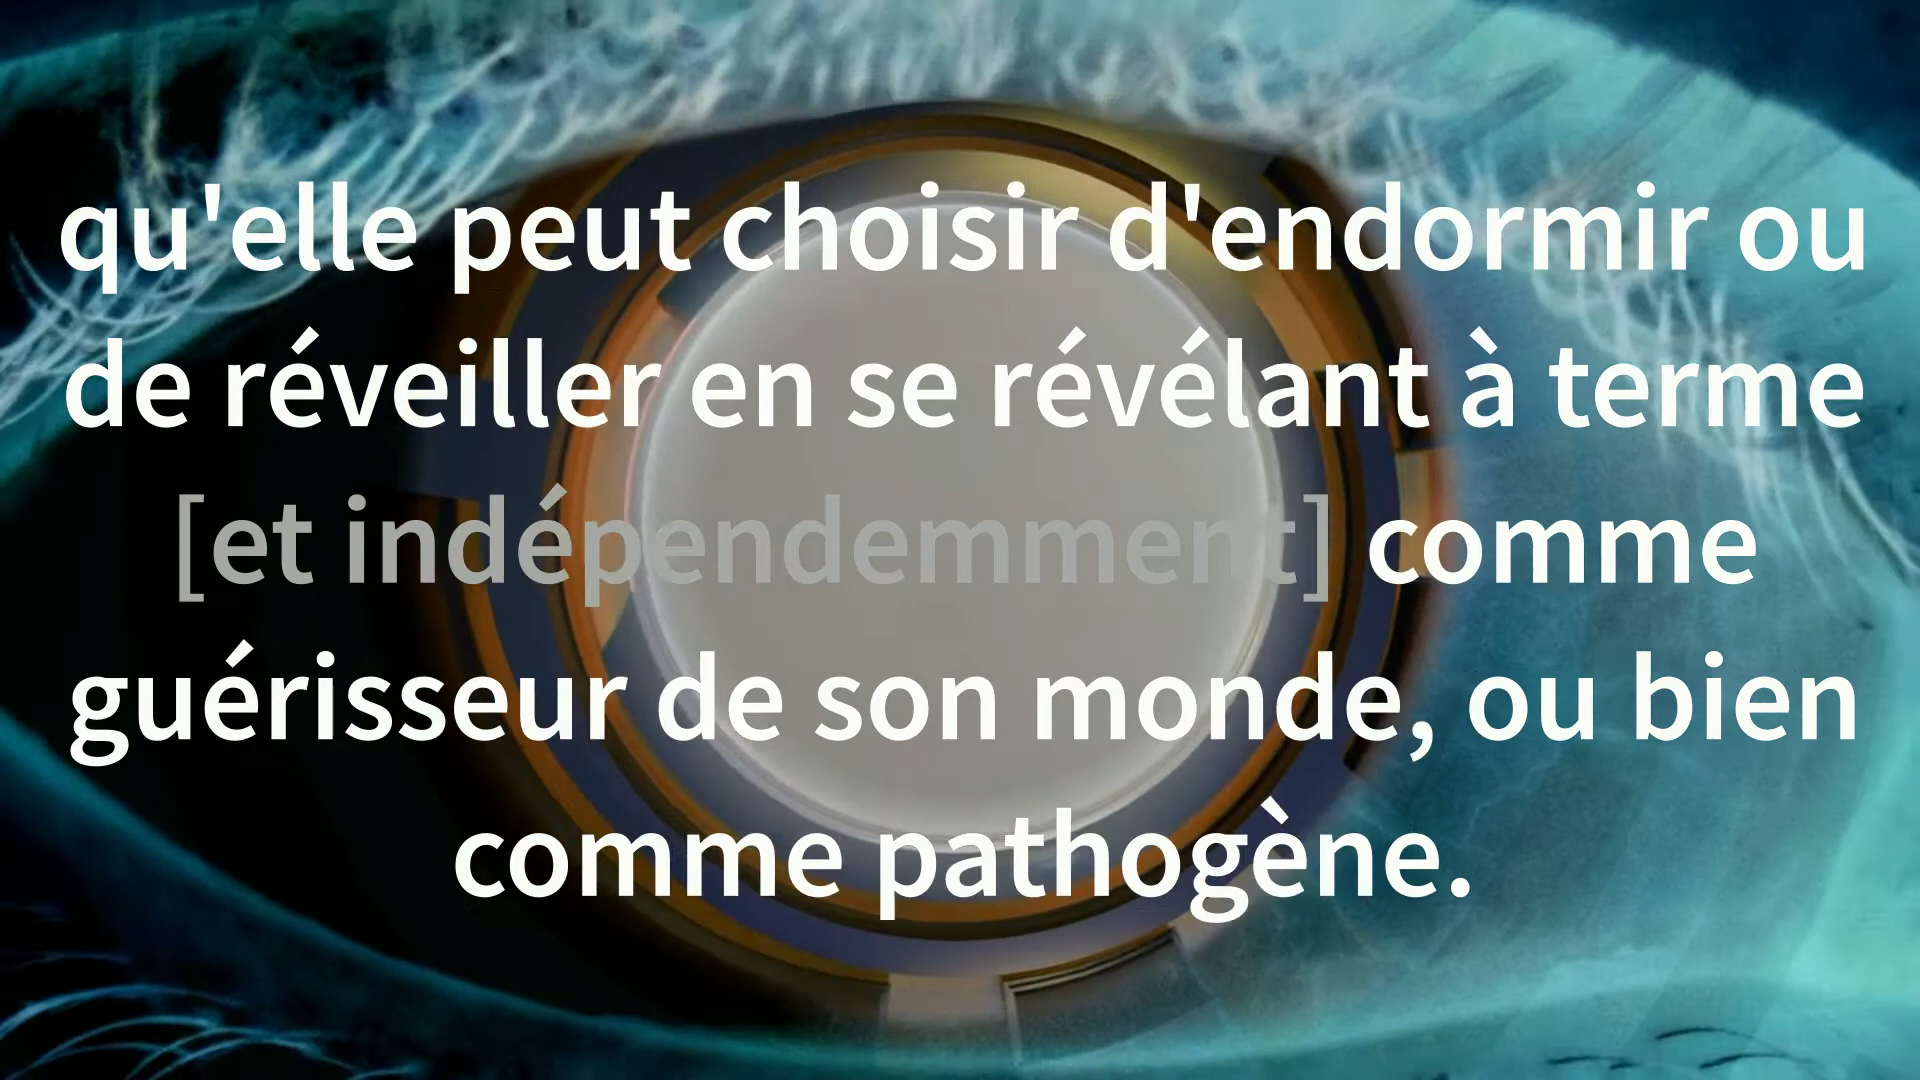 qu'elle peut choisir d'endormir ou
de réveiller en se révélant à terme
[et indépendemment] comme
guérisseur de son monde, ou bien
comme pathogène.